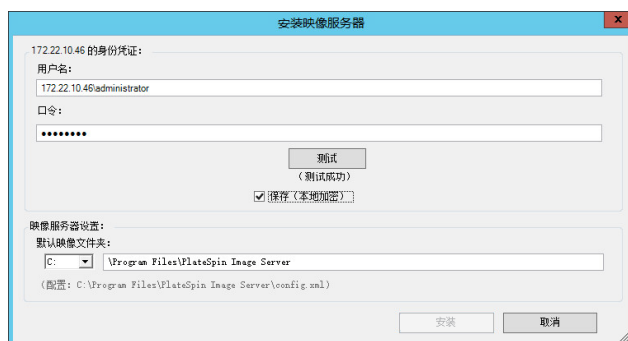 安装映像服务器
x
172.22.10.46 的身份凭证：
用户名：
172.22.10.46\administrator
口令：
●●●●●●●●
测试
（测试成功）
保存（本地加密）
映像服务器设置：
默认映像文件夹：
C: \Program Files\PlateSpin Image Server
（配置：C:\Program Files\PlateSpin Image Server\config.xml）
安装 取消